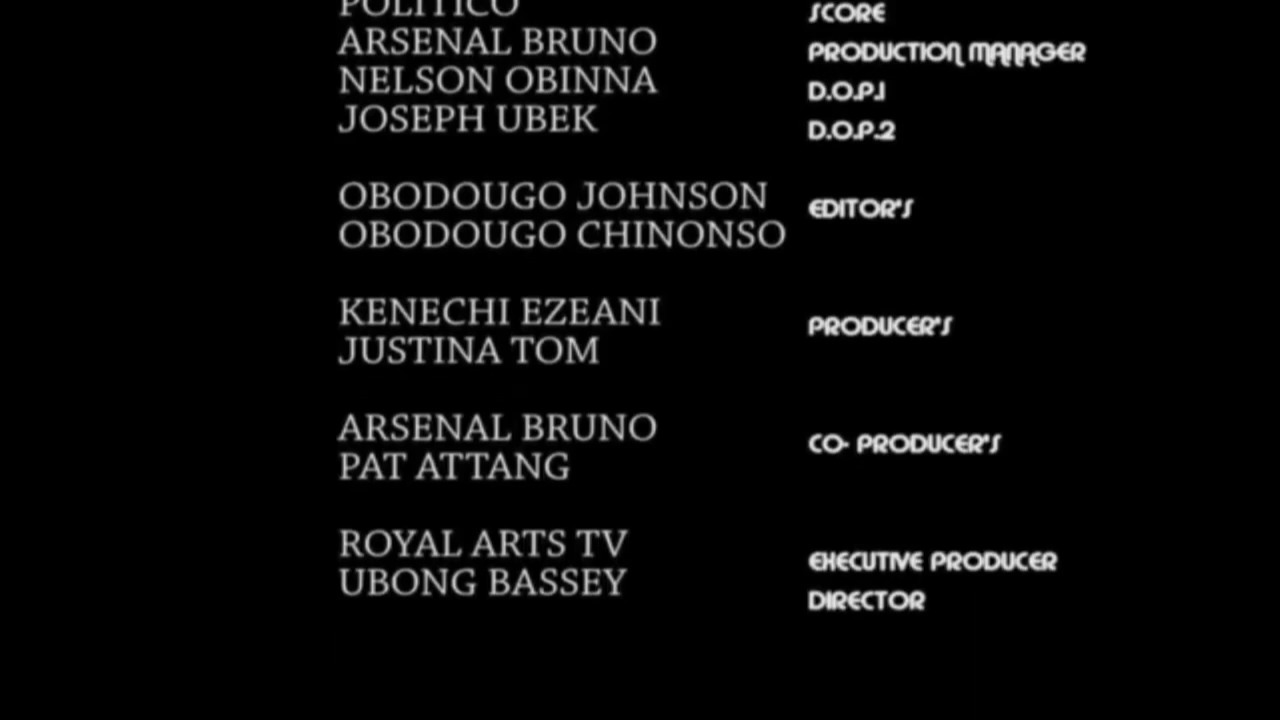 POLITICO SCORE
ARSENAL BRUNO PRODUCTION MANAGER
NELSON OBINNA D.O.P.1
JOSEPH UBEK D.O.P.2
OBODOUGO JOHNSON EDITOR'S
OBODOUGO CHINONSO
KENECHI EZEANI PRODUCER'S
JUSTINA TOM
ARSENAL BRUNO CO- PRODUCER'S
PAT ATTANG
ROYAL ARTS TV EXECUTIVE PRODUCER
UBONG BASSEY DIRECTOR